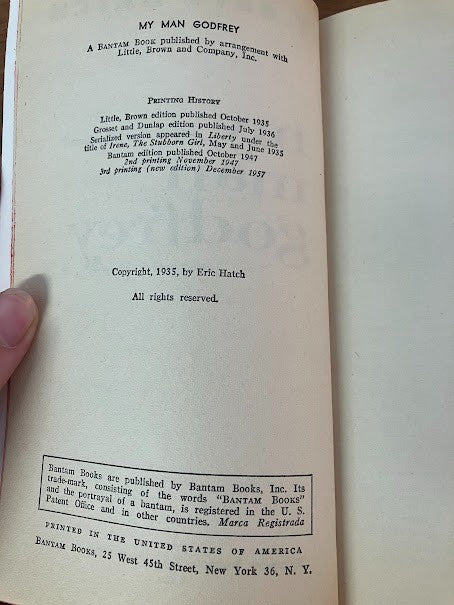 MY MAN GODFREY
A BANTAM BOOK published by arrangement with
Little, Brown and Company, Inc.
PRINTING HISTORY
Little, Brown edition published October 1935
Grosset and Dunlap edition published July 1936
Serialized version appeared in Liberty under the
title of Irene, The Stubborn Girl, May and June 1935
Bantam edition published October 1947
2nd printing November 1947
3rd printing (new edition) December 1957
Copyright, 1935, by Eric Hatch
All rights reserved.
Bantam Books are published by Bantam Books, Inc. Its
trade-mark, consisting of the words "BANTAM BOOKS"
and the portrayal of a bantam, is registered in the U. S.
Patent Office and in other countries. Marca Registrada
PRINTED IN THE UNITED STATES OF AMERICA
BANTAM BOOKS, 25 West 45th Street, New York 36, N. Y.